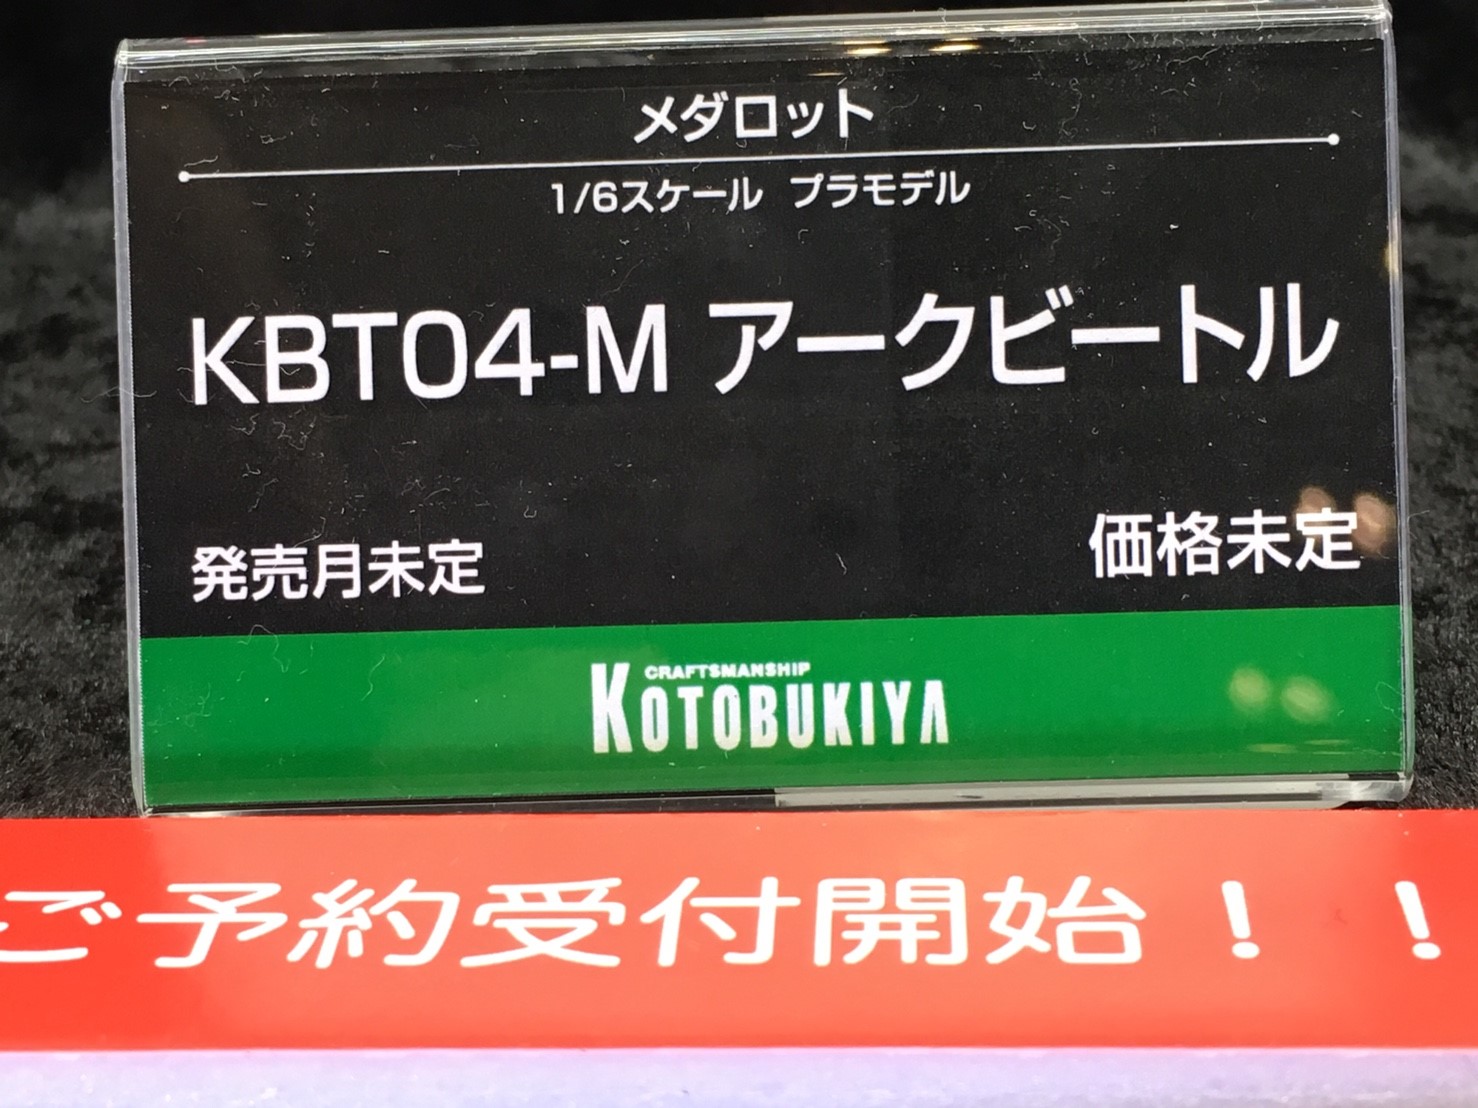 メダロット
1/6スケール プラモデル
KBT04-M アークビートル
発売月未定
価格未定
CRAFTSMANSHIP
KOTOBUKIYA
ご予約受付開始！！